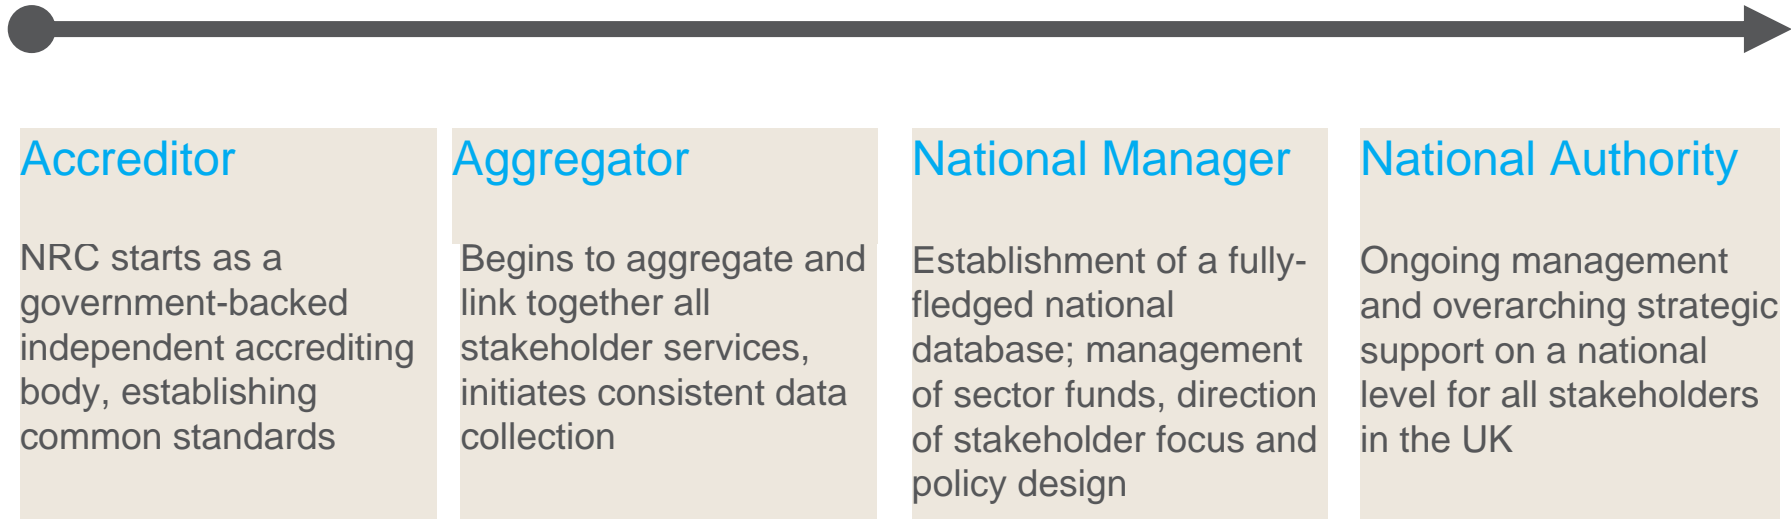 Accreditor
NRC starts as a
government-backed
independent accrediting
body, establishing
common standards
Aggregator
Begins to aggregate and
link together all
stakeholder services,
initiates consistent data
collection
National Manager
Establishment of a fully-
fledged national
database; management
of sector funds, direction
of stakeholder focus and
policy design
National Authority
Ongoing management
and overarching strategic
support on a national
level for all stakeholders
in the UK